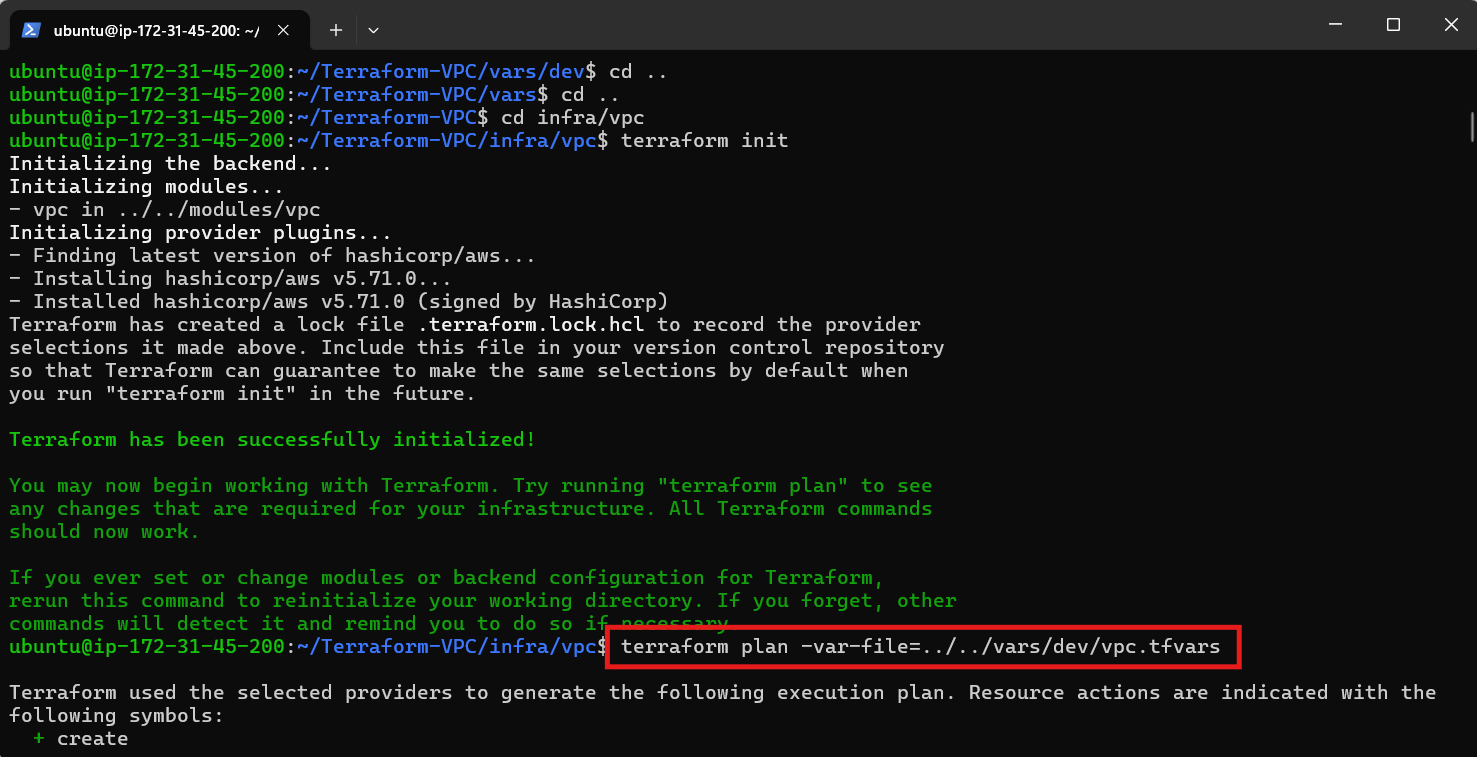 ubuntu@ip-172-31-45-200: ~/
ubuntu@ip-172-31-45-200:~/Terraform-VPC/vars/dev$ cd ..
ubuntu@ip-172-31-45-200:~/Terraform-VPC/vars$ cd ..
ubuntu@ip-172-31-45-200:~/Terraform-VPC$ cd infra/vpc
ubuntu@ip-172-31-45-200:~/Terraform-VPC/infra/vpc$ terraform init
Initializing the backend...
Initializing modules...
- vpc in ../../modules/vpc
Initializing provider plugins...
- Finding latest version of hashicorp/aws...
- Installing hashicorp/aws v5.71.0...
- Installed hashicorp/aws v5.71.0 (signed by HashiCorp)
Terraform has created a lock file .terraform.lock.hcl to record the provider
selections it made above. Include this file in your version control repository
so that Terraform can guarantee to make the same selections by default when
you run "terraform init" in the future.
Terraform has been successfully initialized!
You may now begin working with Terraform. Try running "terraform plan" to see
any changes that are required for your infrastructure. All Terraform commands
should now work.
If you ever set or change modules or backend configuration for Terraform,
rerun this command to reinitialize your working directory. If you forget, other
commands will detect it and remind you to do so if necessary.
ubuntu@ip-172-31-45-200:~/Terraform-VPC/infra/vpc$ terraform plan -var-file=../../vars/dev/vpc.tfvars
Terraform used the selected providers to generate the following execution plan. Resource actions are indicated with the
following symbols:
+ create